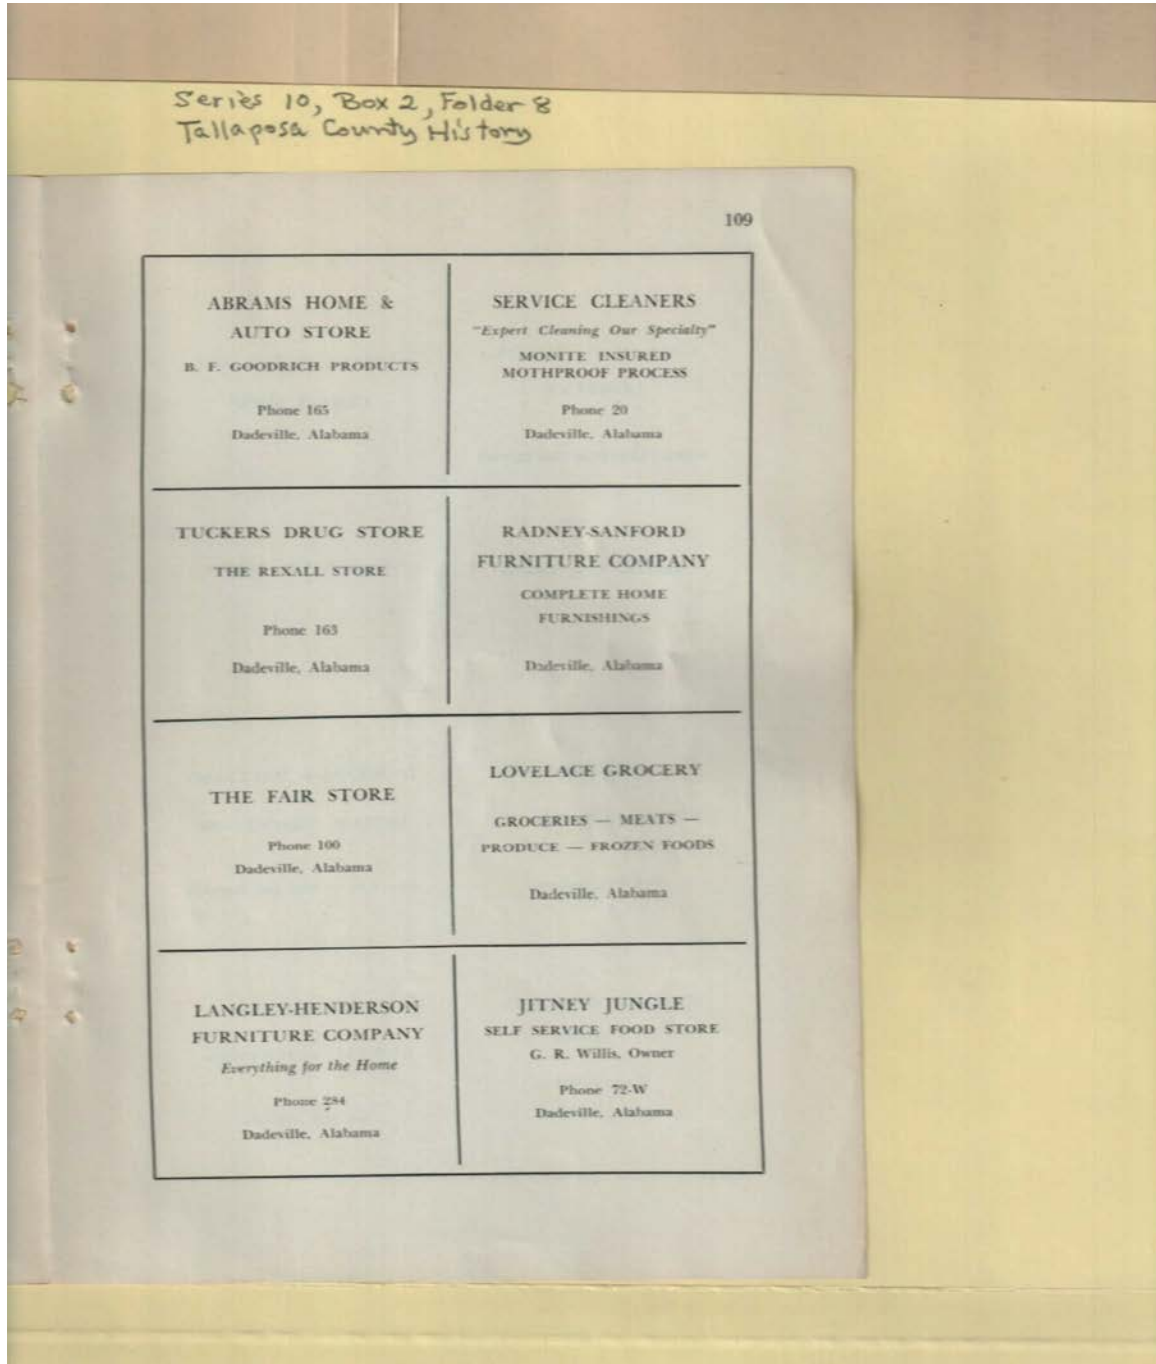 Series 10, Box 2, Folder 8
Tallaposa County History
109
ABRAMS HOME &
AUTO STORE
B. F. GOODRICH PRODUCTS
Phone 165
Dadeville, Alabama
SERVICE CLEANERS
"Expert Cleaning Our Specialty"
MONITE INSURED
MOTHPROOF PROCESS
Phone 20
Dadeville, Alabama
TUCKERS DRUG STORE
THE REXALL STORE
Phone 163
Dadeville, Alabama
RADNEY-SANFORD
FURNITURE COMPANY
COMPLETE HOME
FURNISHINGS
Dadeville, Alabama
THE FAIR STORE
Phone 100
Dadeville, Alabama
LOVELACE GROCERY
GROCERIES — MEATS —
PRODUCE — FROZEN FOODS
Dadeville, Alabama
LANGLEY-HENDERSON
FURNITURE COMPANY
Everything for the Home
Phone 284
Dadeville, Alabama
JITNEY JUNGLE
SELF SERVICE FOOD STORE
G. R. Willis, Owner
Phone 72-W
Dadeville, Alabama